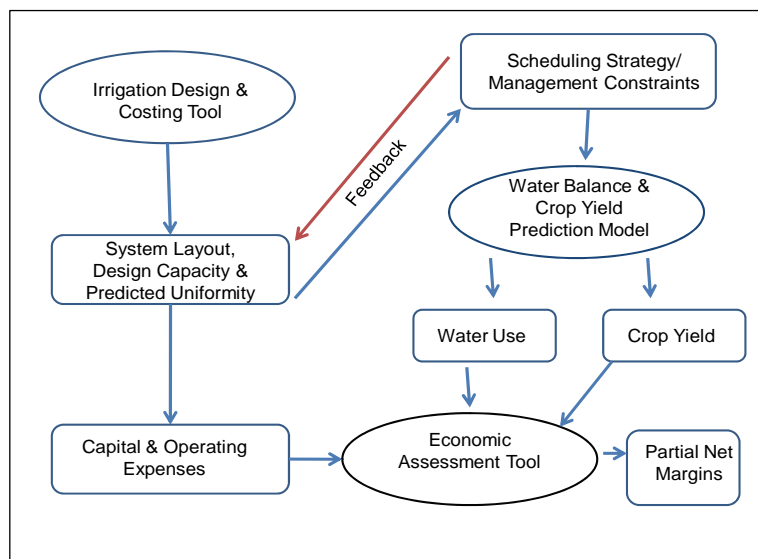 Irrigation Design &
Costing Tool
Scheduling Strategy/
Management Constraints
Feedback
Water Balance &
Crop Yield
Prediction Model
System Layout,
Design Capacity &
Predicted Uniformity
Water Use
Crop Yield
Capital & Operating
Expenses
Economic
Assessment Tool
Partial Net
Margins